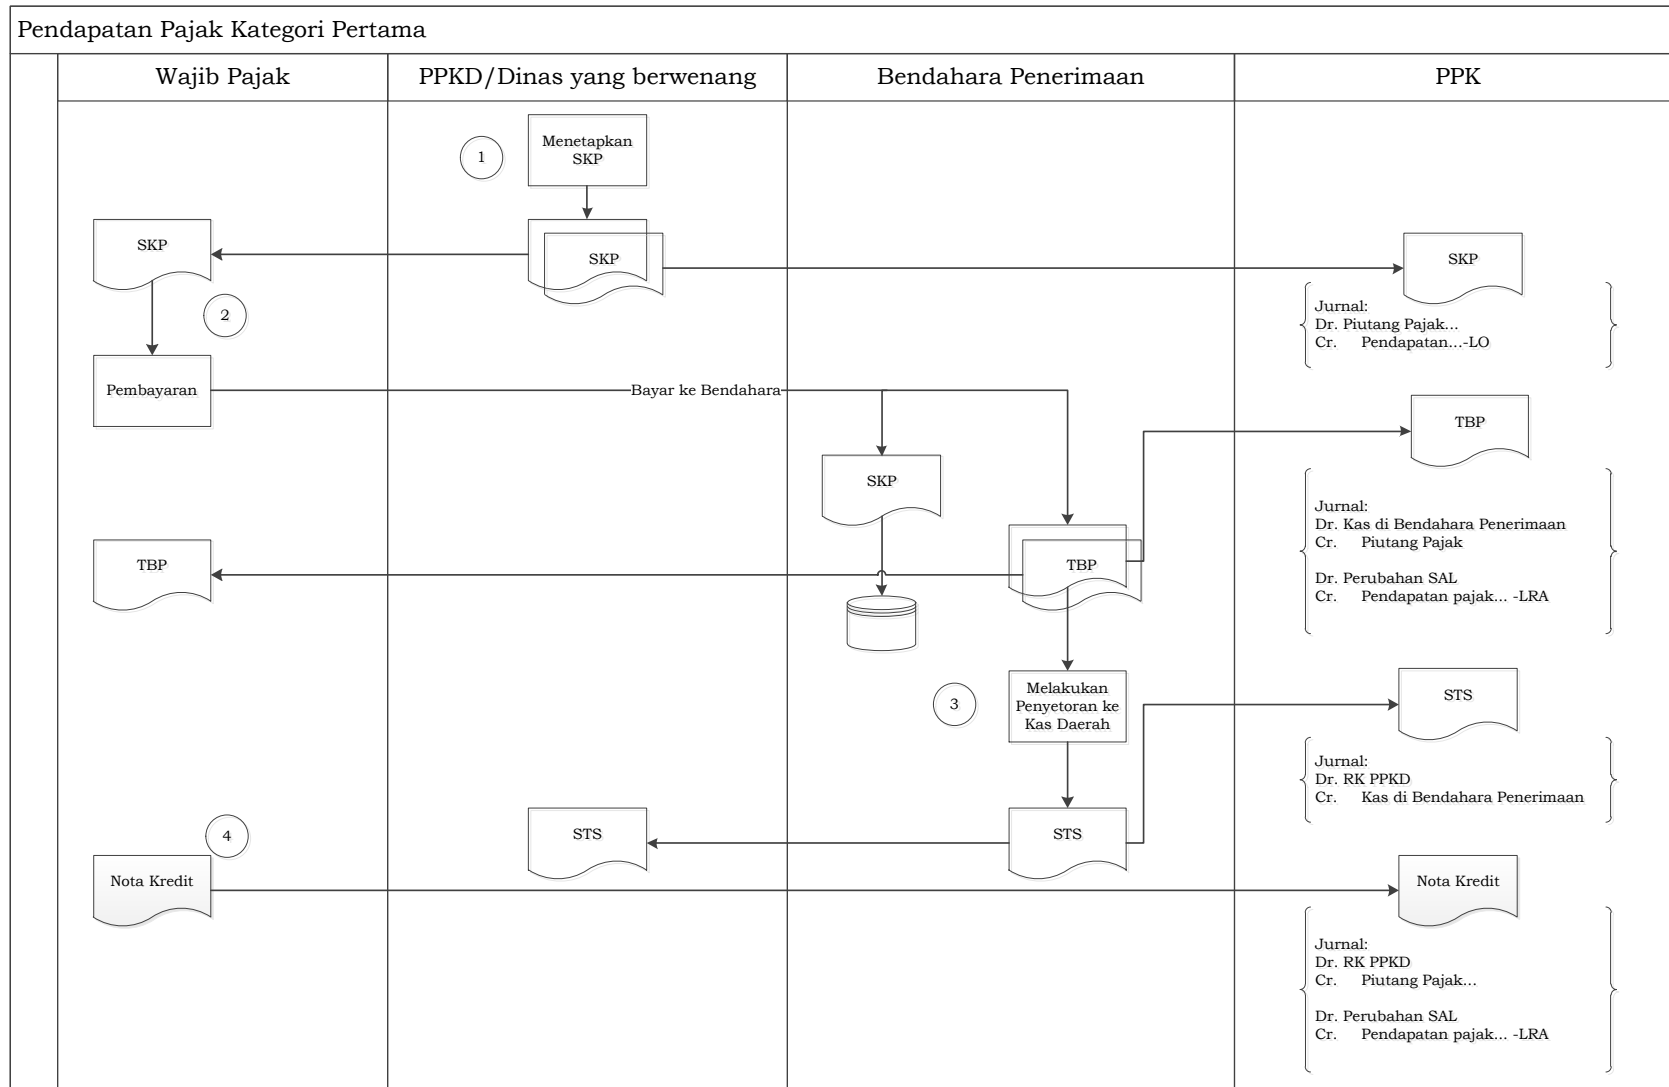 Pendapatan Pajak Kategori Pertama
Wajib Pajak
PPKD/Dinas yang berwenang
Bendahara Penerimaan
PPK
1
Menetapkan
SKP
SKP
SKP
SKP
2
Jurnal:
Dr. Piutang Pajak...
Cr. Pendapatan...-LO
Pembayaran
Bayar ke Bendahara
TBP
SKP
Jurnal:
Dr. Kas di Bendahara Penerimaan
Cr. Piutang Pajak
Dr. Perubahan SAL
Cr. Pendapatan pajak... -LRA
TBP
TBP
3
Melakukan
Penyetoran ke
Kas Daerah
STS
Jurnal:
Dr. RK PPKD
Cr. Kas di Bendahara Penerimaan
4
STS
STS
Nota Kredit
Nota Kredit
Jurnal:
Dr. RK PPKD
Cr. Piutang Pajak...
Dr. Perubahan SAL
Cr. Pendapatan pajak... -LRA